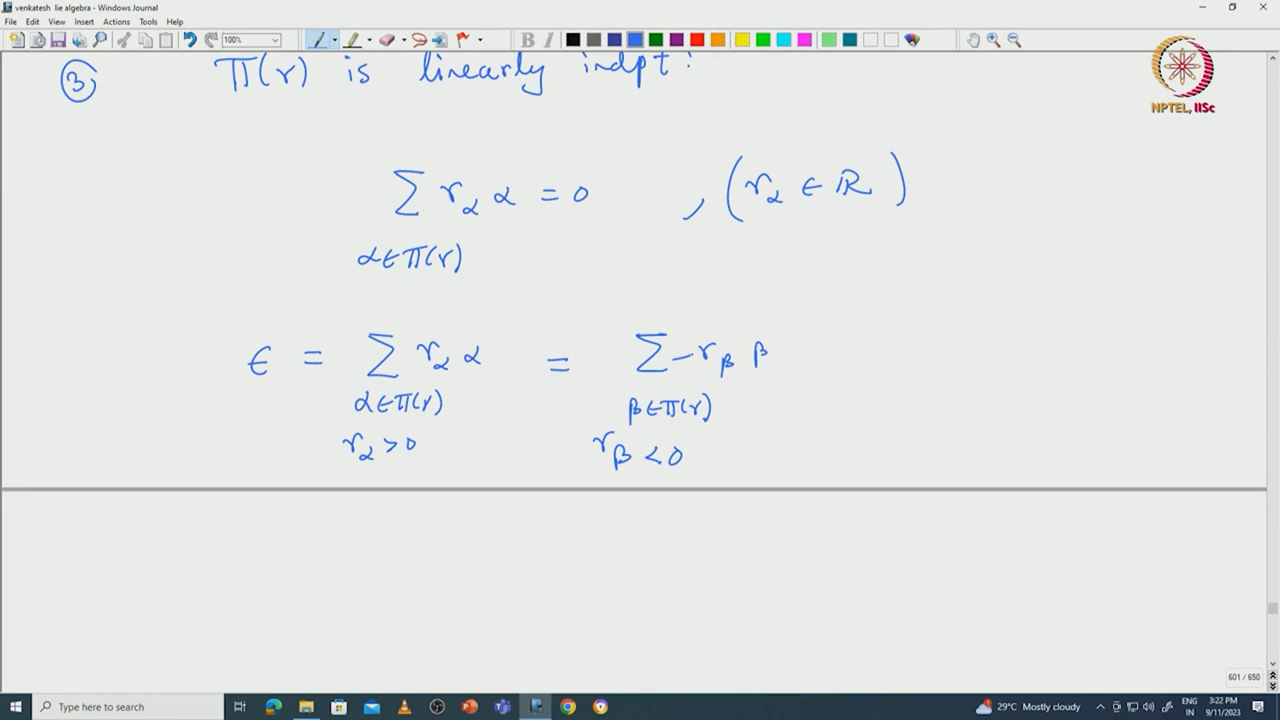 venkatesh lie algebra - Windows Journal
File Edit View Insert Actions Tools Help
100%
B I
③ Π(γ) is linearly indpt:
NPTEL, IISc
∑ r_α α = 0 , (r_α ∈ ℝ)
α∈Π(γ)
ϵ = ∑ r_α α = ∑ -r_β β
α∈Π(γ) β∈Π(γ)
r_α > 0 r_β < 0
601 / 650
Type here to search
29°C Mostly cloudy
ENG
IN
3:22 PM
9/11/2023